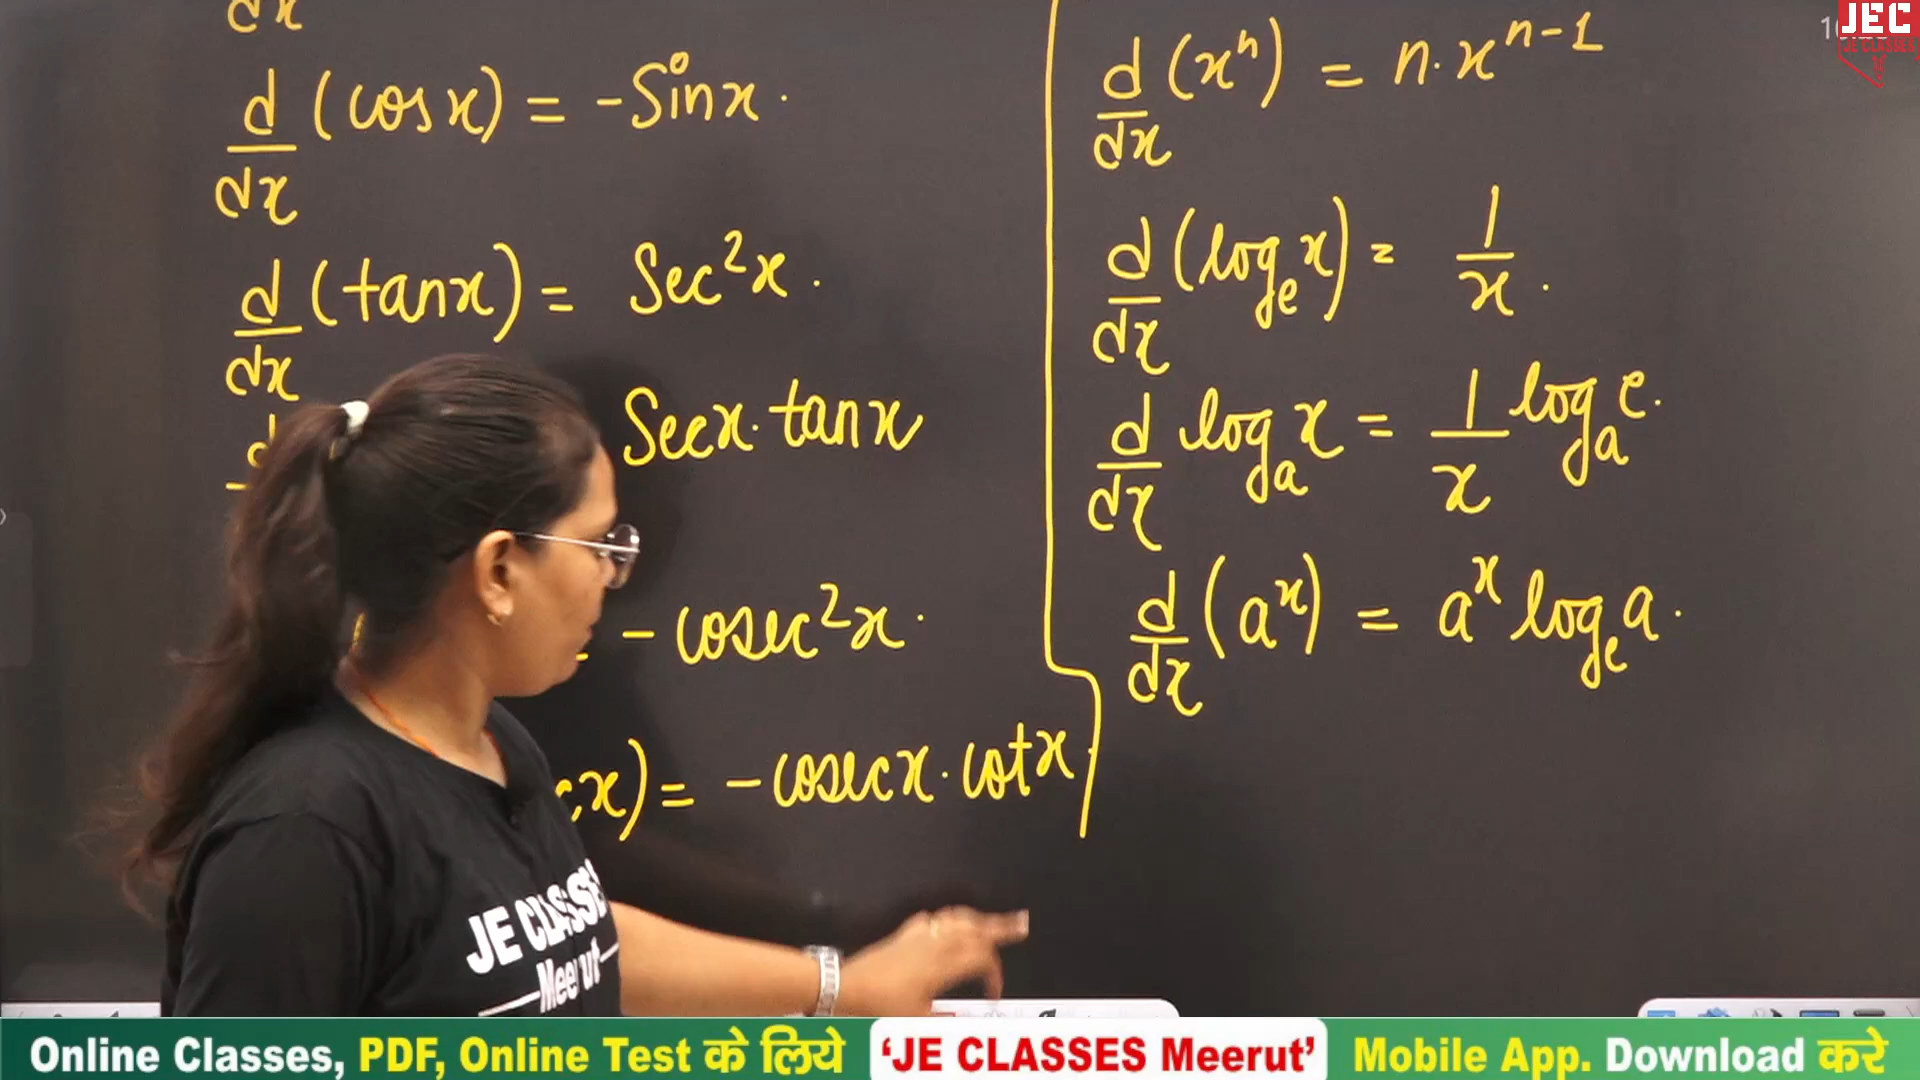 d/dx
d/dx (cos x) = -Sin x.
d/dx (tan x) = Sec²x.
d Sec x. tan x
= - cosec²x.
cx) = -cosec x. cot x
d/dx (xⁿ) = n. xⁿ⁻¹
d/dx (logₑ x) = 1/x.
d/dx logₐ x = 1/x logₐ e.
d/dx (aˣ) = aˣ logₑ a.
JEC
JE CLASSES
JE CLASSES
Meerut
Online Classes, PDF, Online Test के लिये 'JE CLASSES Meerut' Mobile App. Download करे